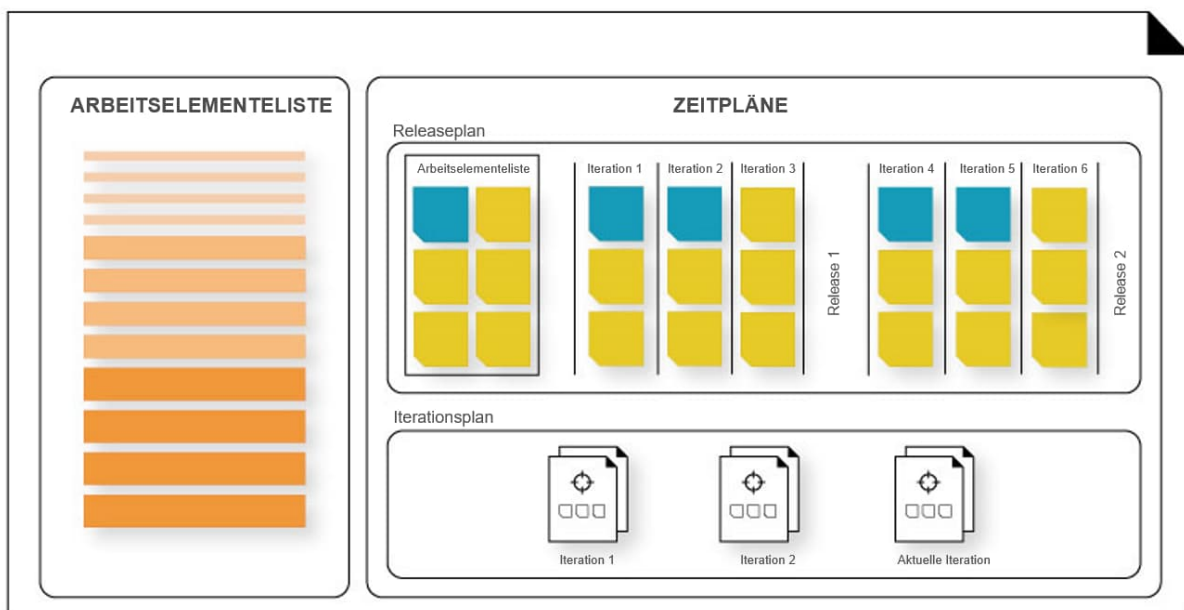 ARBEITSELEMENTELISTE
ZEITPLÄNE
Releaseplan
Arbeitselementeliste
Iteration 1
Iteration 2
Iteration 3
Release 1
Iteration 4
Iteration 5
Iteration 6
Release 2
Iterationsplan
Iteration 1
Iteration 2
Aktuelle Iteration